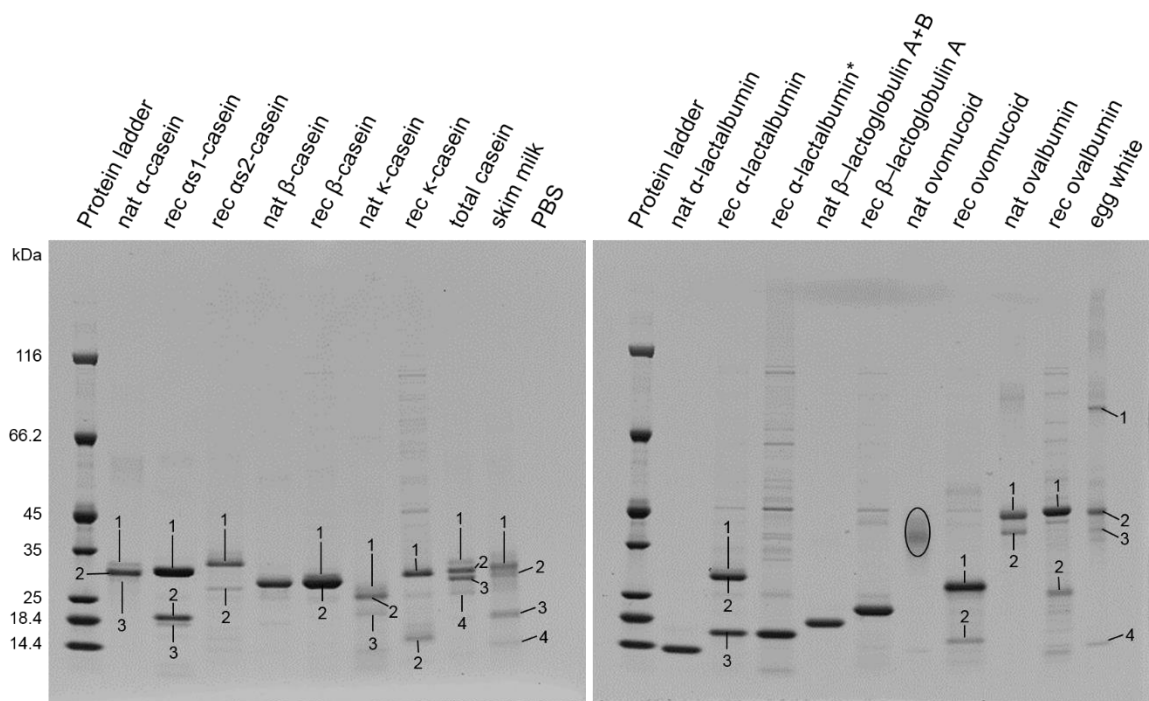 Protein ladder
nat α-casein
rec αs1-casein
rec αs2-casein
nat β-casein
rec β-casein
nat κ-casein
rec κ-casein
total casein
skim milk
PBS
Protein ladder
nat α-lactalbumin
rec α-lactalbumin
rec α-lactalbumin*
nat β–lactoglobulin A+B
rec β–lactoglobulin A
nat ovomucoid
rec ovomucoid
nat ovalbumin
rec ovalbumin
egg white
kDa
116
66.2
45
35
25
18.4
14.4
1
2
3
1
2
3
1
2
1
2
1
2
3
1
2
1
2
3
4
1
2
3
4
1
2
3
1
2
1
2
1
2
1
2
3
4